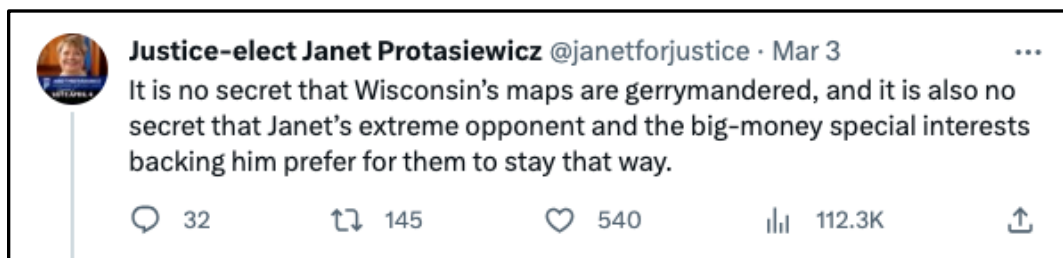 Justice-elect Janet Protasiewicz @janetforjustice · Mar 3
It is no secret that Wisconsin's maps are gerrymandered, and it is also no
secret that Janet's extreme opponent and the big-money special interests
backing him prefer for them to stay that way.
32 145 540 112.3K